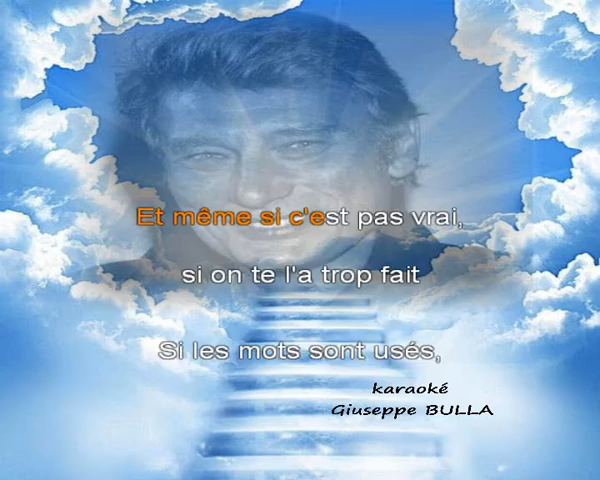 Et même si c'est pas vrai,
si on te l'a trop fait
Si les mots sont usés,
karaoké
Giuseppe BULLA